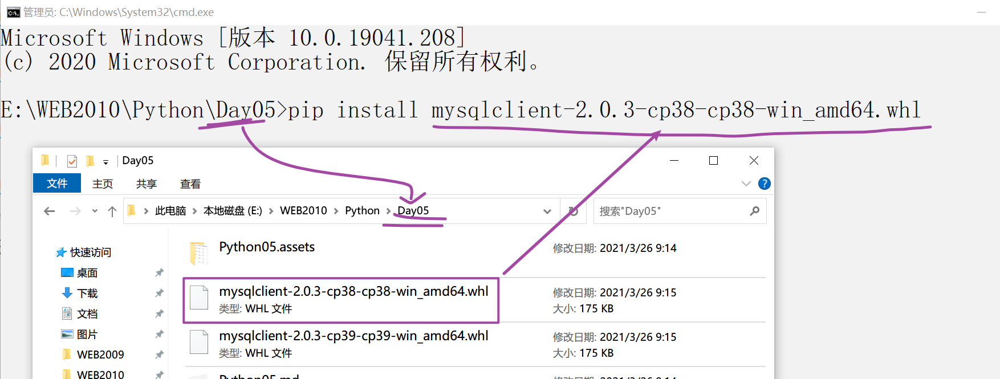 管理员: C:\Windows\System32\cmd.exe
Microsoft Windows [版本 10.0.19041.208]
(c) 2020 Microsoft Corporation. 保留所有权利。
E:\WEB2010\Python\Day05>pip install mysqlclient-2.0.3-cp38-cp38-win_amd64.whl
Day05
文件 主页 共享 查看
此电脑 > 本地磁盘 (E:) > WEB2010 > Python > Day05
搜索"Day05"
快速访问
桌面
下载
文档
图片
WEB2009
WEB2010
Python05.assets
修改日期: 2021/3/26 9:14
mysqlclient-2.0.3-cp38-cp38-win_amd64.whl
修改日期: 2021/3/26 9:15
类型: WHL 文件
大小: 175 KB
mysqlclient-2.0.3-cp39-cp39-win_amd64.whl
修改日期: 2021/3/26 9:15
类型: WHL 文件
大小: 175 KB
Python05.md